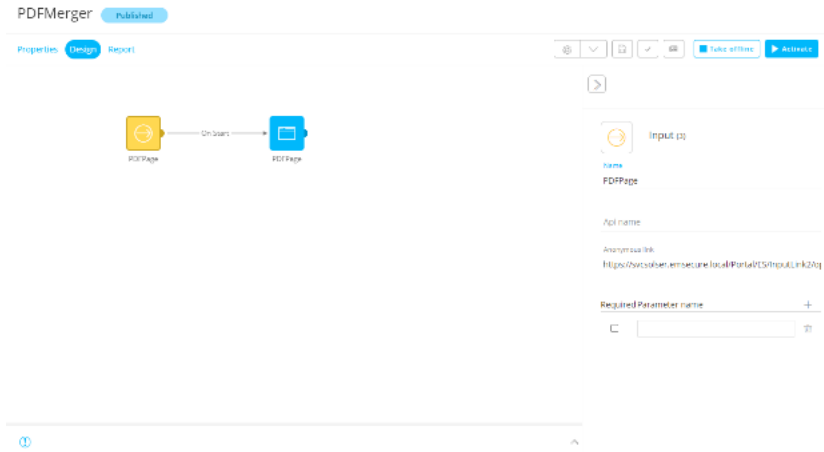 PDFMerger Published
Properties Design Report
Take offline Activate
On Start
PDFPage PDFPage
Input (2)
Name
PDFPage
Api name
Anonymous link
Required Parameter name